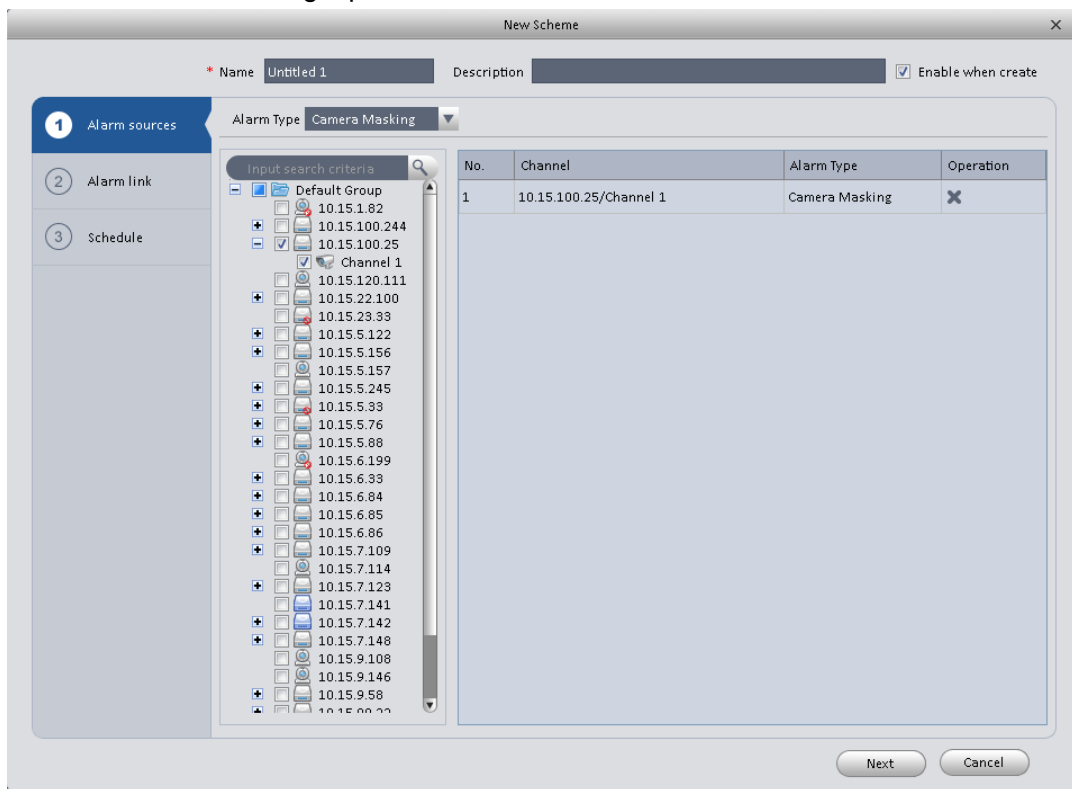 New Scheme
* Name Untitled 1 Description Enable when create
1 Alarm sources
2 Alarm link
3 Schedule
Alarm Type Camera Masking
Input search criteria
Default Group
10.15.1.82
10.15.100.244
10.15.100.25
Channel 1
10.15.120.111
10.15.22.100
10.15.23.33
10.15.5.122
10.15.5.156
10.15.5.157
10.15.5.245
10.15.5.33
10.15.5.76
10.15.5.88
10.15.6.199
10.15.6.33
10.15.6.84
10.15.6.85
10.15.6.86
10.15.7.109
10.15.7.114
10.15.7.123
10.15.7.141
10.15.7.142
10.15.7.148
10.15.9.108
10.15.9.146
10.15.9.58
No. Channel Alarm Type Operation
1 10.15.100.25/Channel 1 Camera Masking
Next Cancel